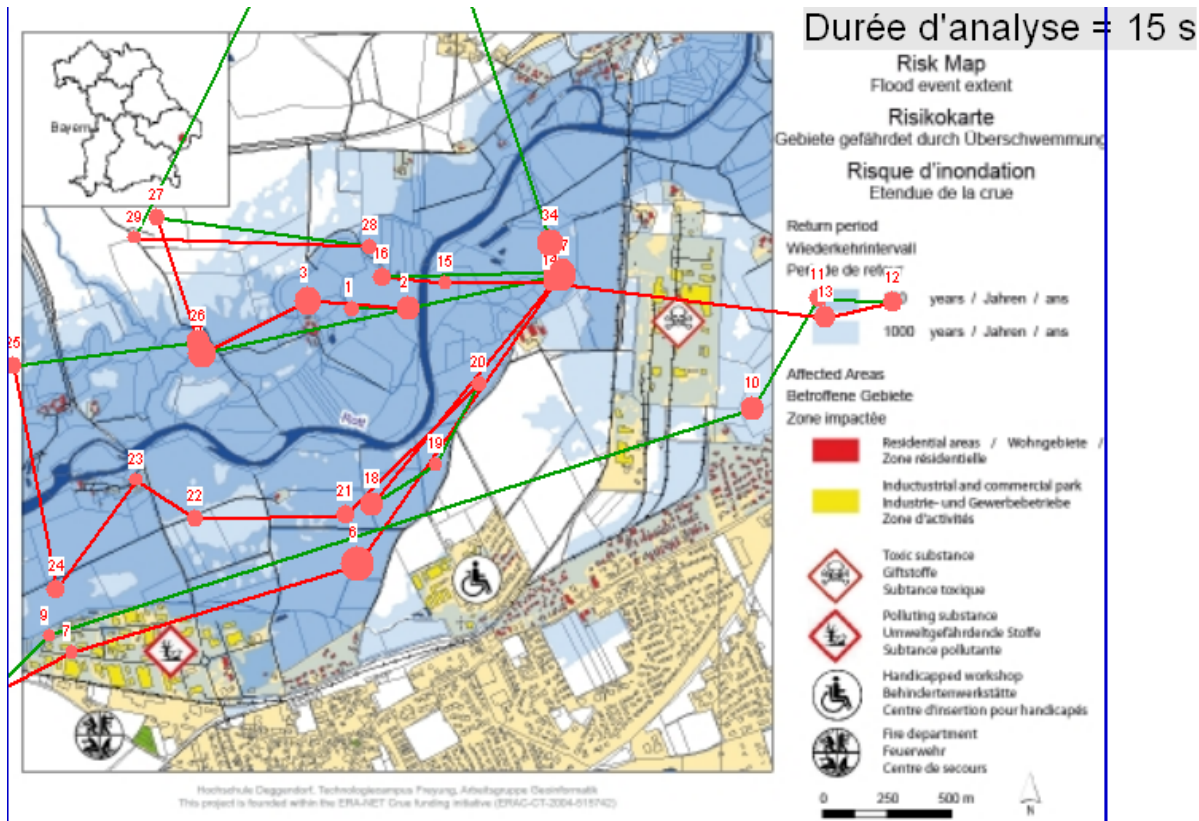 Durée d'analyse = 15 s
Risk Map
Flood event extent
Risikokarte
Gebiete gefährdet durch Überschwemmung
Risque d'inondation
Etendue de la crue
Return period
Wiederkehrintervall
de retour
years / Jahren / ans
1000 years / Jahren / ans
Affected Areas
Betroffene Gebiete
Zone impactée
Residential areas / Wohngebiete /
Zone résidentielle
Inductustrial and commercial park
Industrie- und Gewerbebetriebe
Zone d'activités
Toxic substance
Giftstoffe
Subtance toxique
Polluting substance
Umweltgefährdende Stoffe
Subtance pollutante
Handicapped workshop
Behindertenwerkstätte
Centre d'insertion pour handicapés
Fire department
Feuerwehr
Centre de secours
0 250 500 m
N
Bayern
27
29
28
34
16
15
3
1
2
11
12
13
26
25
20
10
19
23
18
21
22
6
24
9
7
Rott
Hochschule Deggendorf, Technologiecampus Freyung, Arbeitsgruppe Geoinformatik
This project is founded within the ERA-NET Crue funding initiative (ERAC-CT-2004-515742)